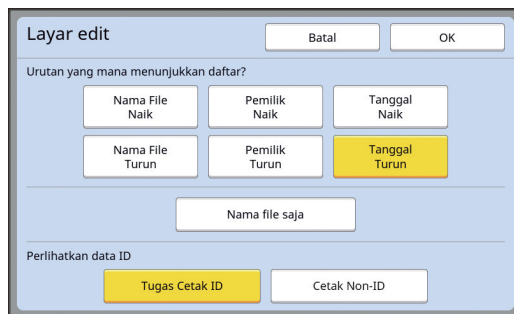 Layar edit
Batal
OK
Urutan yang mana menunjukkan daftar?
Nama File
Naik
Pemilik
Naik
Tanggal
Naik
Nama File
Turun
Pemilik
Turun
Tanggal
Turun
Nama file saja
Perlihatkan data ID
Tugas Cetak ID
Cetak Non-ID